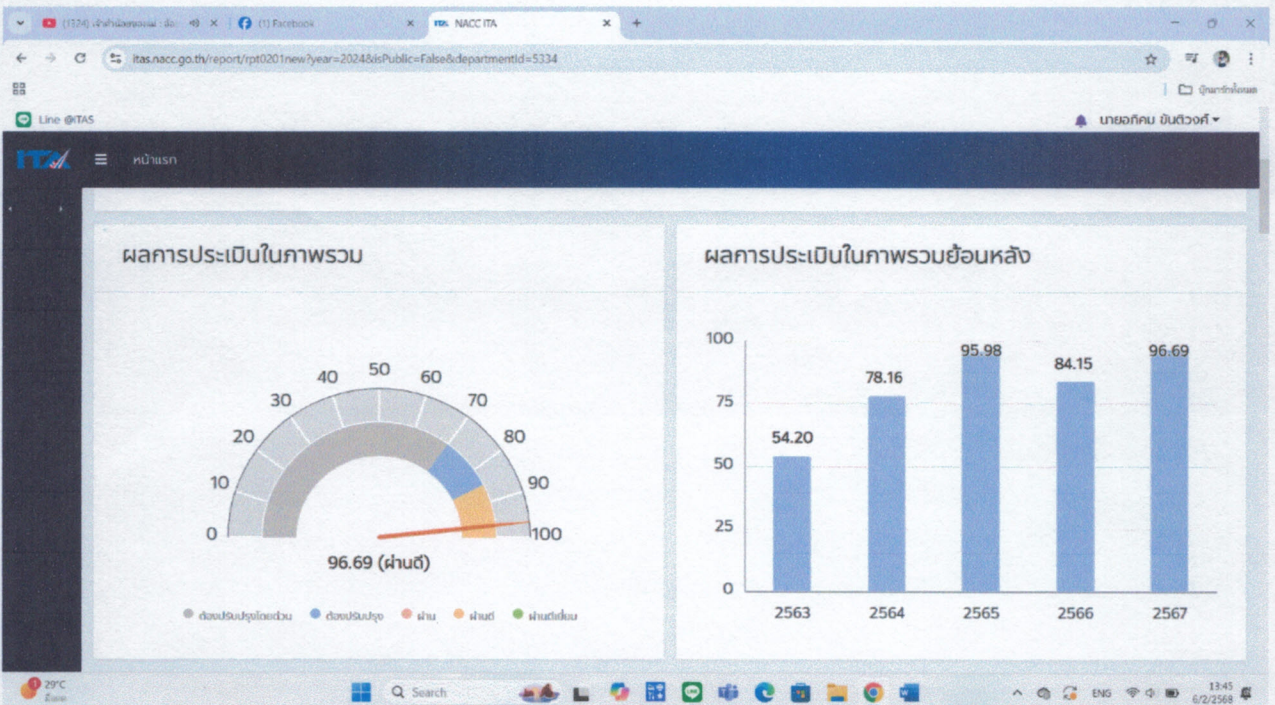 (1) Facebook
NACC ITA
itas.nacc.go.th/report/rpt0201new?year=2024&isPublic=False&departmentId=5334
Line @ITAS
นายอทิคม ขันติวงค์
ITA
หน้าแรก
ผลการประเมินในภาพรวม
0
10
20
30
40
50
60
70
80
90
100
96.69 (ผ่านดี)
ต้องปรับปรุงโดยด่วน
ต้องปรับปรุง
ผ่าน
ผ่านดี
ผ่านดีเยี่ยม
ผลการประเมินในภาพรวมย้อนหลัง
100
75
50
25
0
54.20
78.16
95.98
84.15
96.69
2563
2564
2565
2566
2567
1
29°C
Search
ENG
13:45
6/2/2568